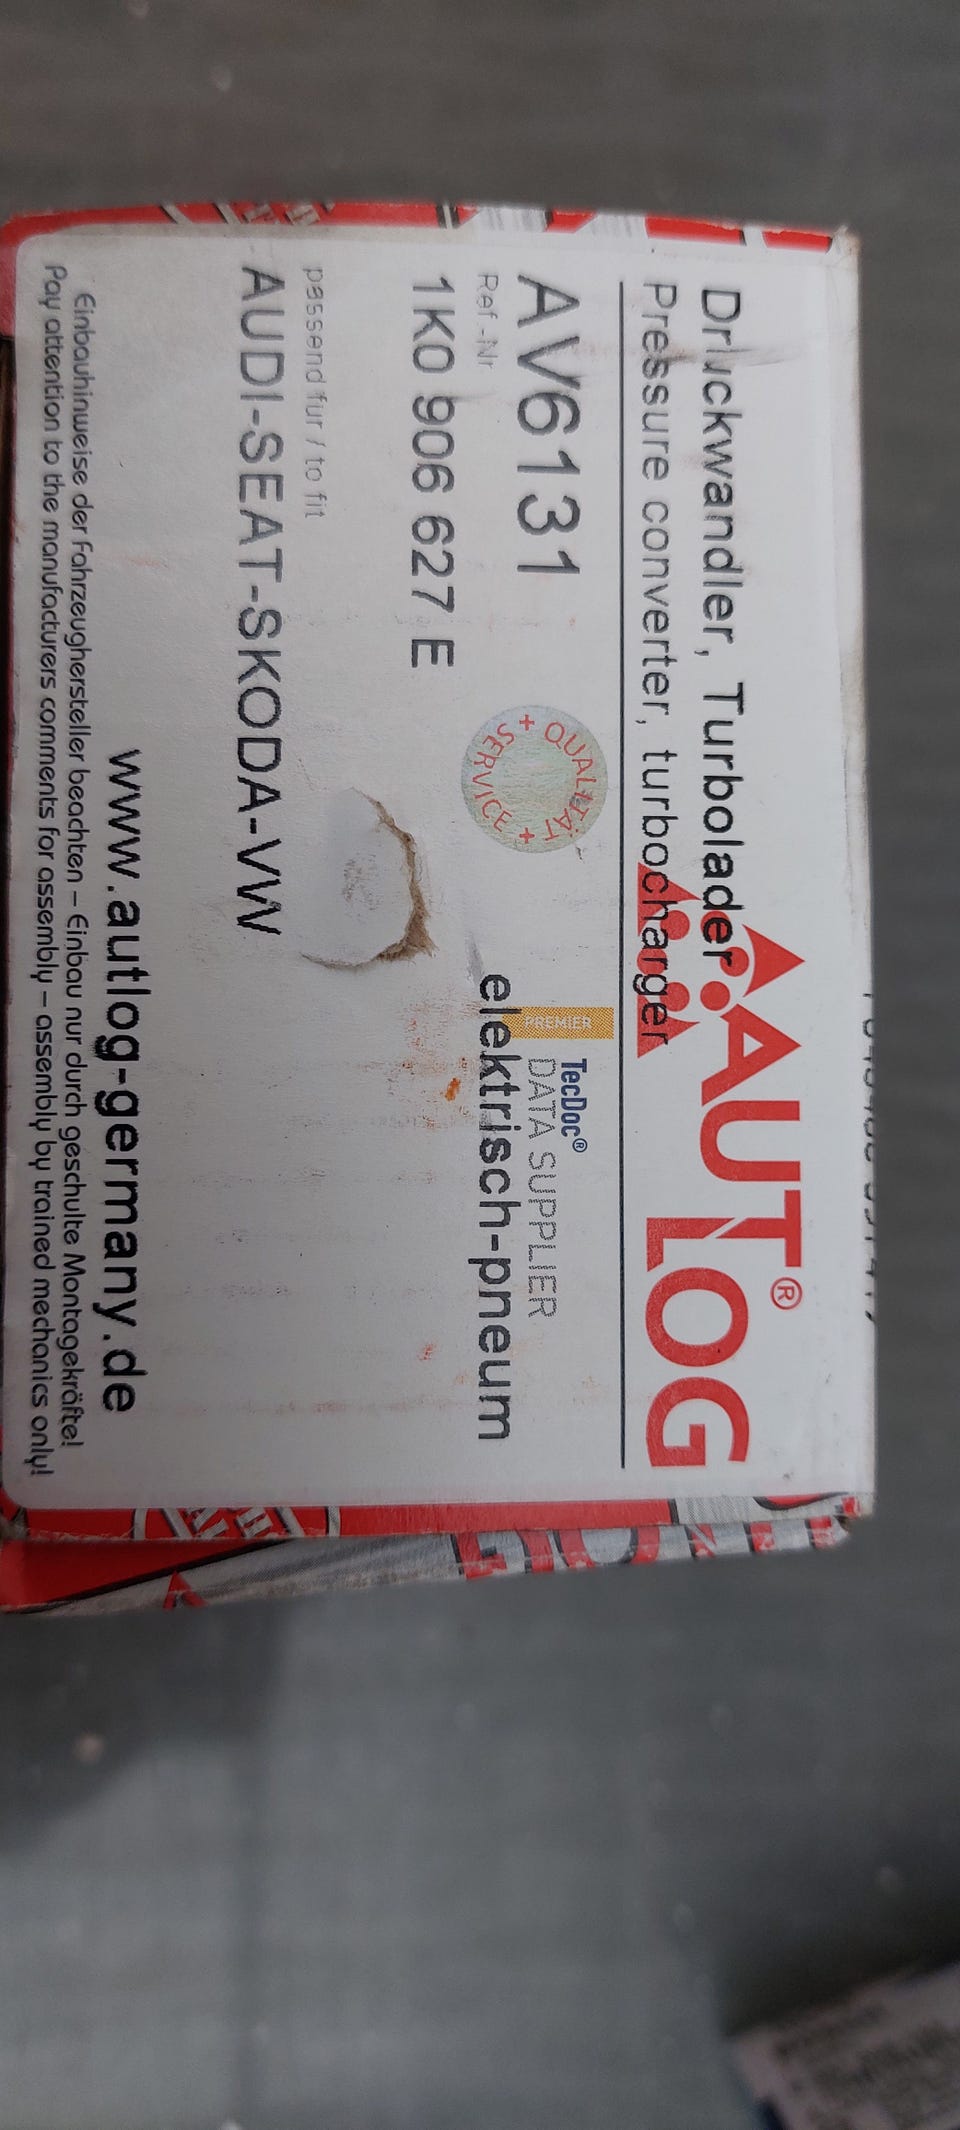 AUTLOG®
Druckwandler, Turbolader
Pressure converter, turbocharger
AV6131
QUALITÄT + SERVICE +
PREMIER
TecDoc®
DATA SUPPLIER
Ref -Nr
elektrisch-pneum
1K0 906 627 E
passend fur / to fit
AUDI-SEAT-SKODA-VW
www.autlog-germany.de
Einbauhinweise der Fahrzeughersteller beachten – Einbau nur durch geschulte Montagekräfte!
Pay attention to the manufacturers comments for assembly – assembly by trained mechanics only!